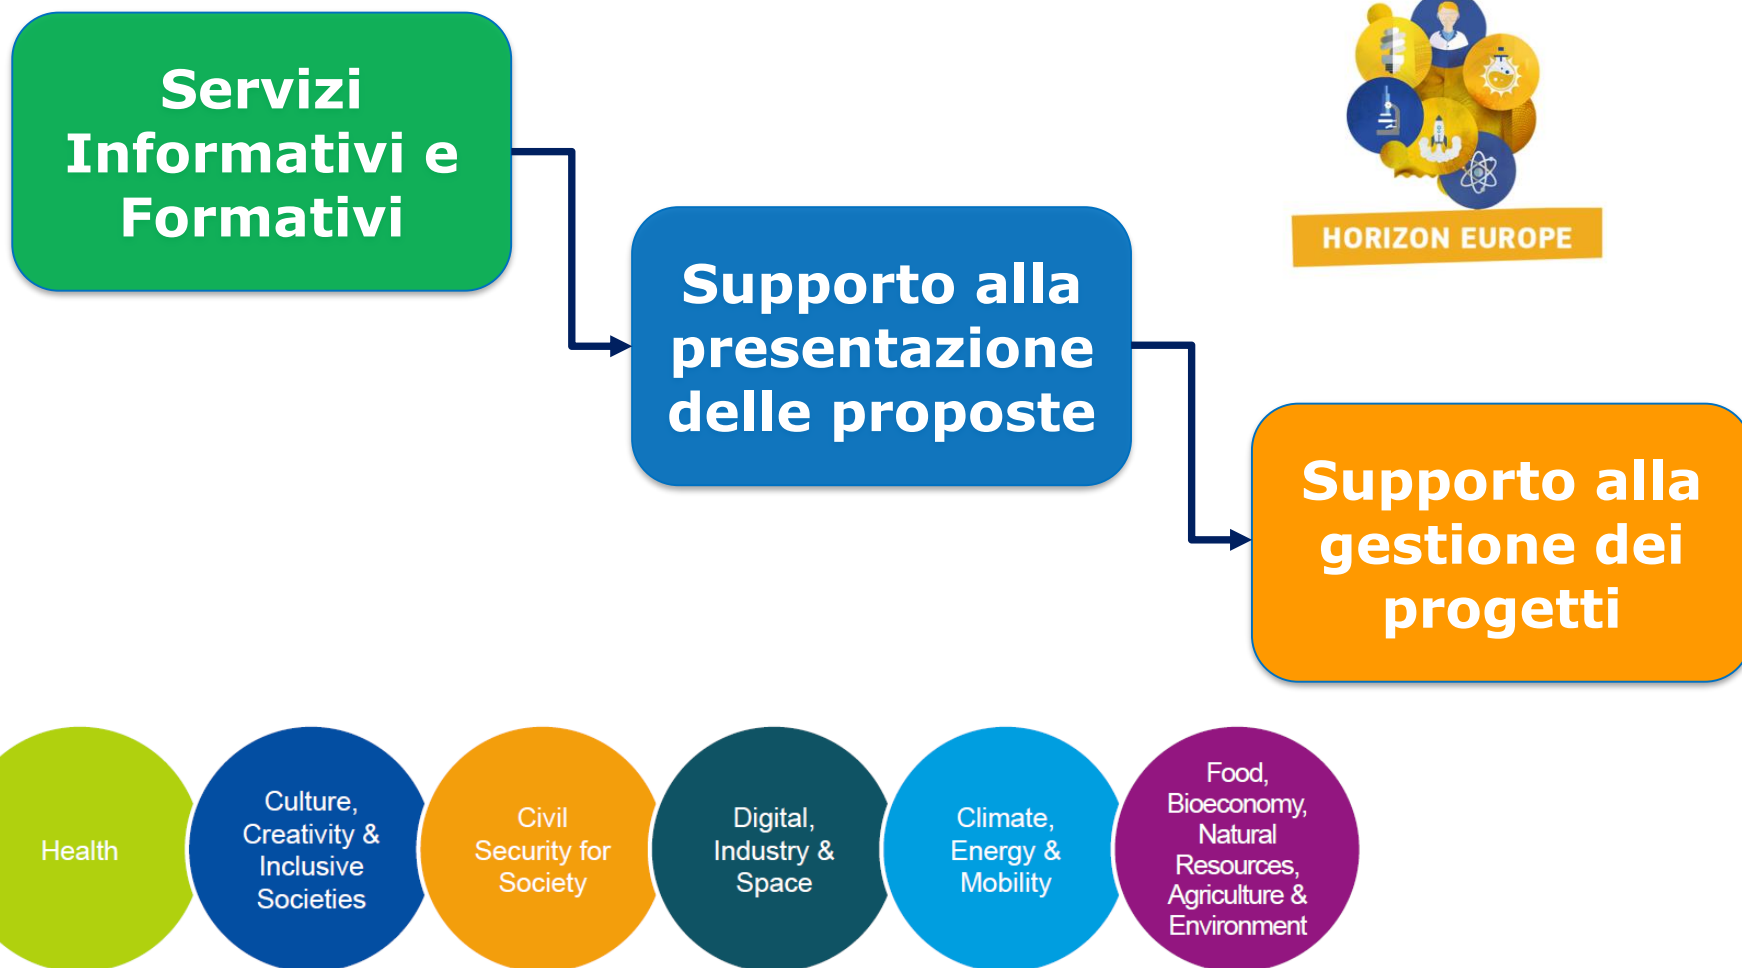 Servizi
Informativi e
Formativi
HORIZON EUROPE
Supporto alla
presentazione
delle proposte
Supporto alla
gestione dei
progetti
Health
Culture,
Creativity &
Inclusive
Societies
Civil
Security for
Society
Digital,
Industry &
Space
Climate,
Energy &
Mobility
Food,
Bioeconomy,
Natural
Resources,
Agriculture &
Environment